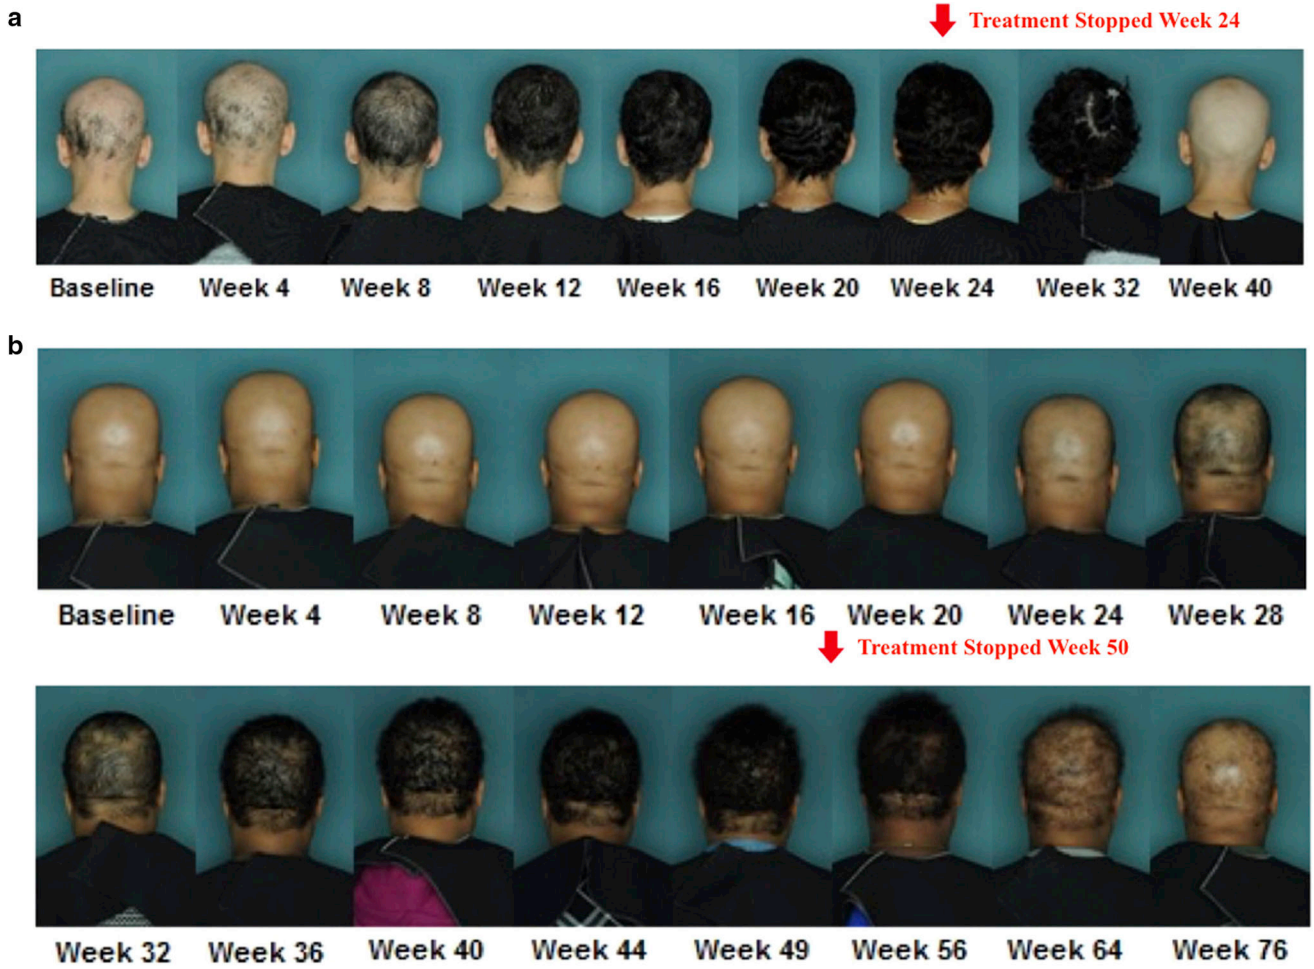 a
Treatment Stopped Week 24
Baseline Week 4 Week 8 Week 12 Week 16 Week 20 Week 24 Week 32 Week 40
b
Baseline Week 4 Week 8 Week 12 Week 16 Week 20 Week 24 Week 28
Treatment Stopped Week 50
Week 32 Week 36 Week 40 Week 44 Week 49 Week 56 Week 64 Week 76